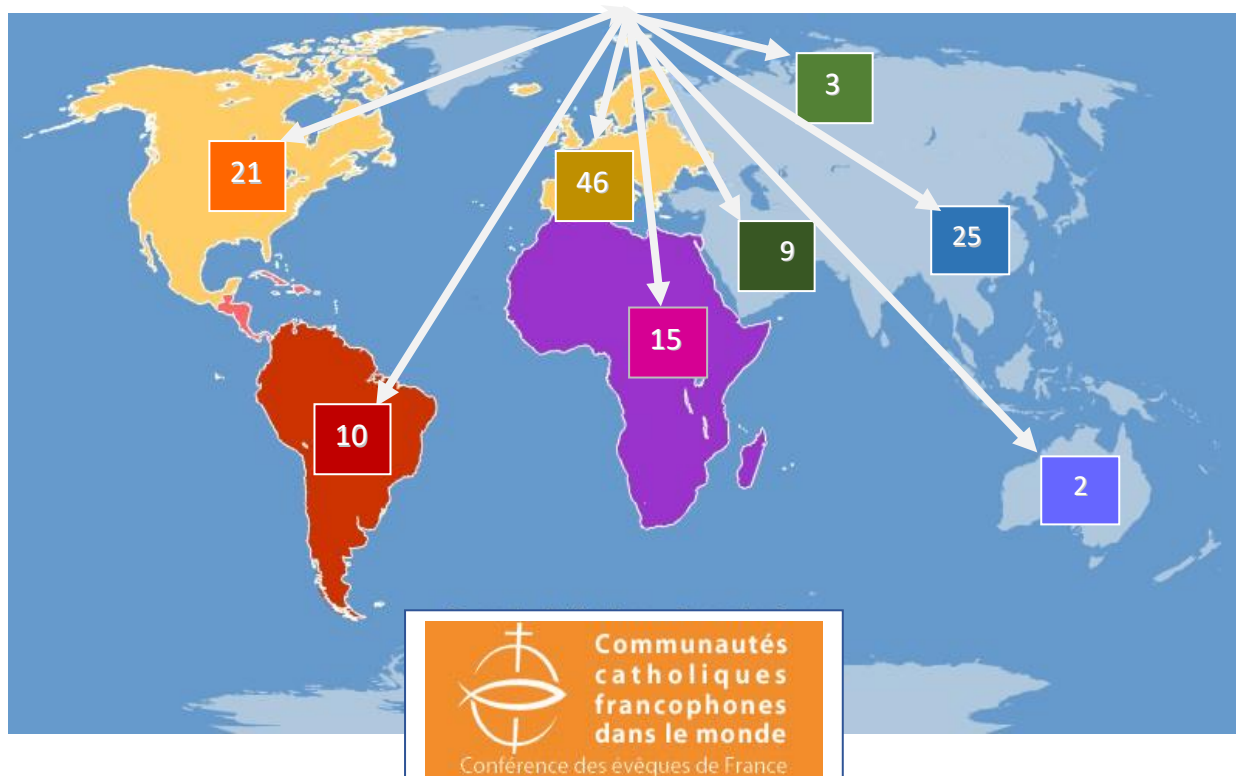 3
21
46
9
25
15
10
2
Communautés
catholiques
francophones
dans le monde
Conférence des évêques de France